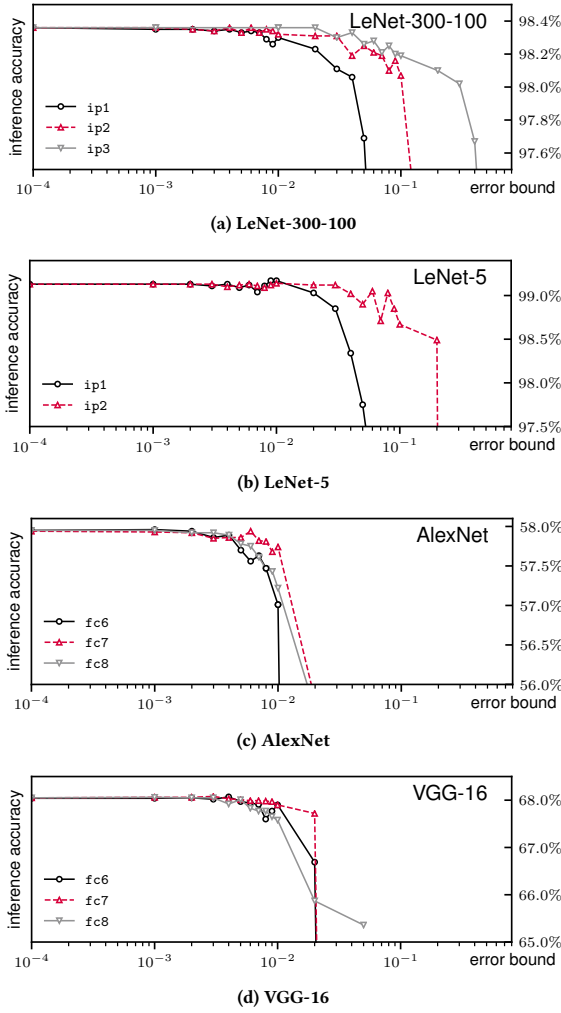 LeNet-300-100
inference accuracy
98.4%
98.2%
98.0%
97.8%
97.6%
ip1
ip2
ip3
10⁻⁴ 10⁻³ 10⁻² 10⁻¹ error bound
(a) LeNet-300-100
LeNet-5
inference accuracy
99.0%
98.5%
98.0%
97.5%
ip1
ip2
10⁻⁴ 10⁻³ 10⁻² 10⁻¹ error bound
(b) LeNet-5
AlexNet
inference accuracy
58.0%
57.5%
57.0%
56.5%
56.0%
fc6
fc7
fc8
10⁻⁴ 10⁻³ 10⁻² 10⁻¹ error bound
(c) AlexNet
VGG-16
inference accuracy
68.0%
67.0%
66.0%
65.0%
fc6
fc7
fc8
10⁻⁴ 10⁻³ 10⁻² 10⁻¹ error bound
(d) VGG-16